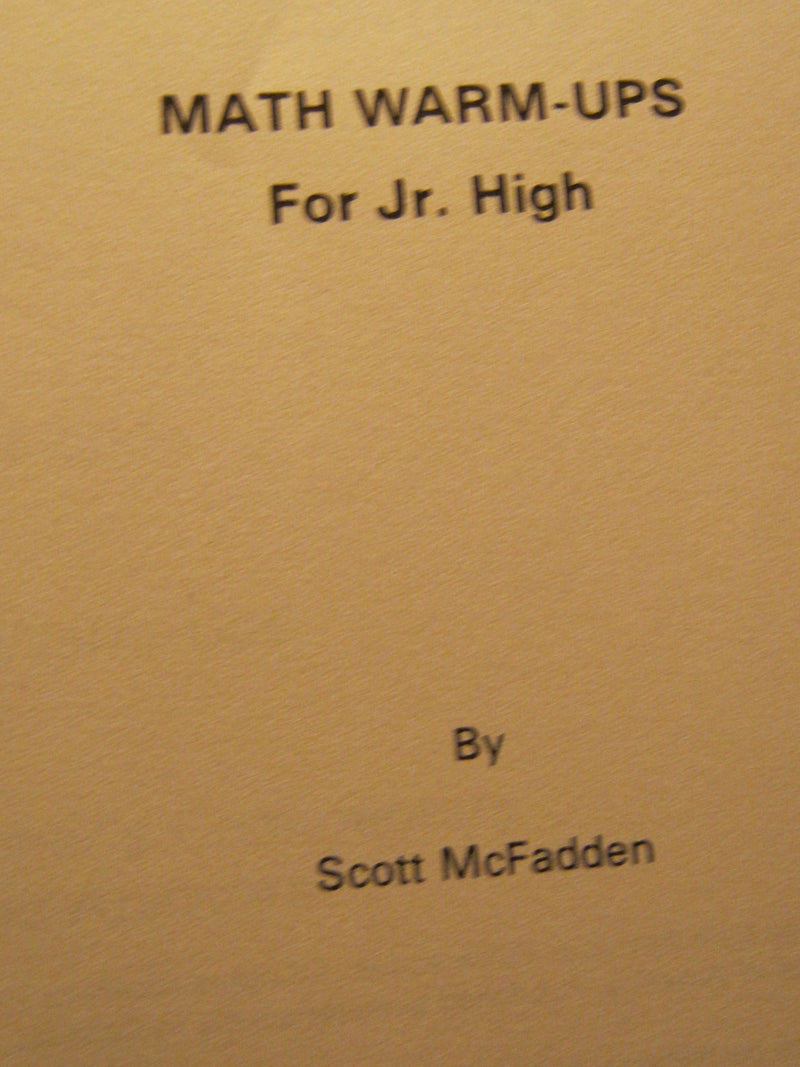 MATH WARM-UPS
For Jr. High
By
Scott McFadden